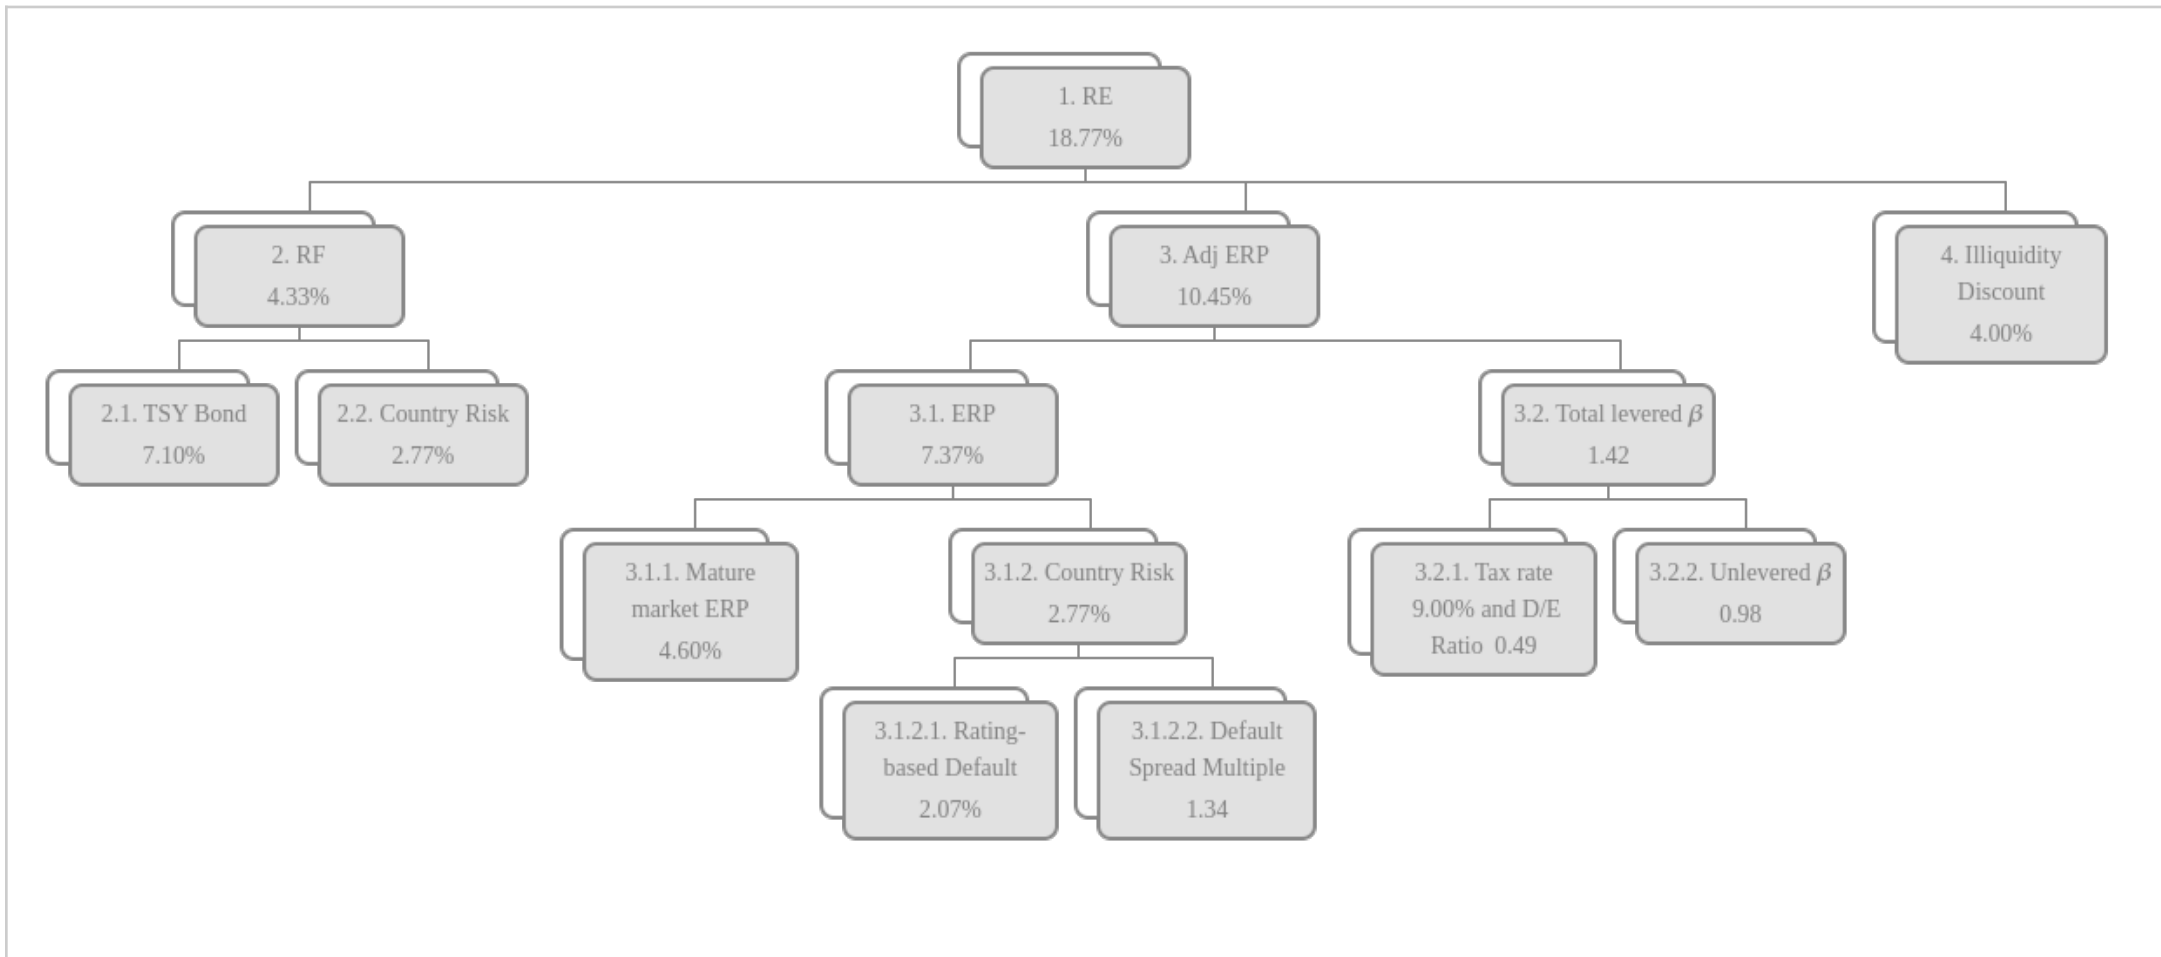 1. RE
18.77%
2. RF
4.33%
3. Adj ERP
10.45%
4. Illiquidity
Discount
4.00%
2.1. TSY Bond
7.10%
2.2. Country Risk
2.77%
3.1. ERP
7.37%
3.2. Total levered β
1.42
3.1.1. Mature
market ERP
4.60%
3.1.2. Country Risk
2.77%
3.2.1. Tax rate
9.00% and D/E
Ratio 0.49
3.2.2. Unlevered β
0.98
3.1.2.1. Rating-
based Default
2.07%
3.1.2.2. Default
Spread Multiple
1.34